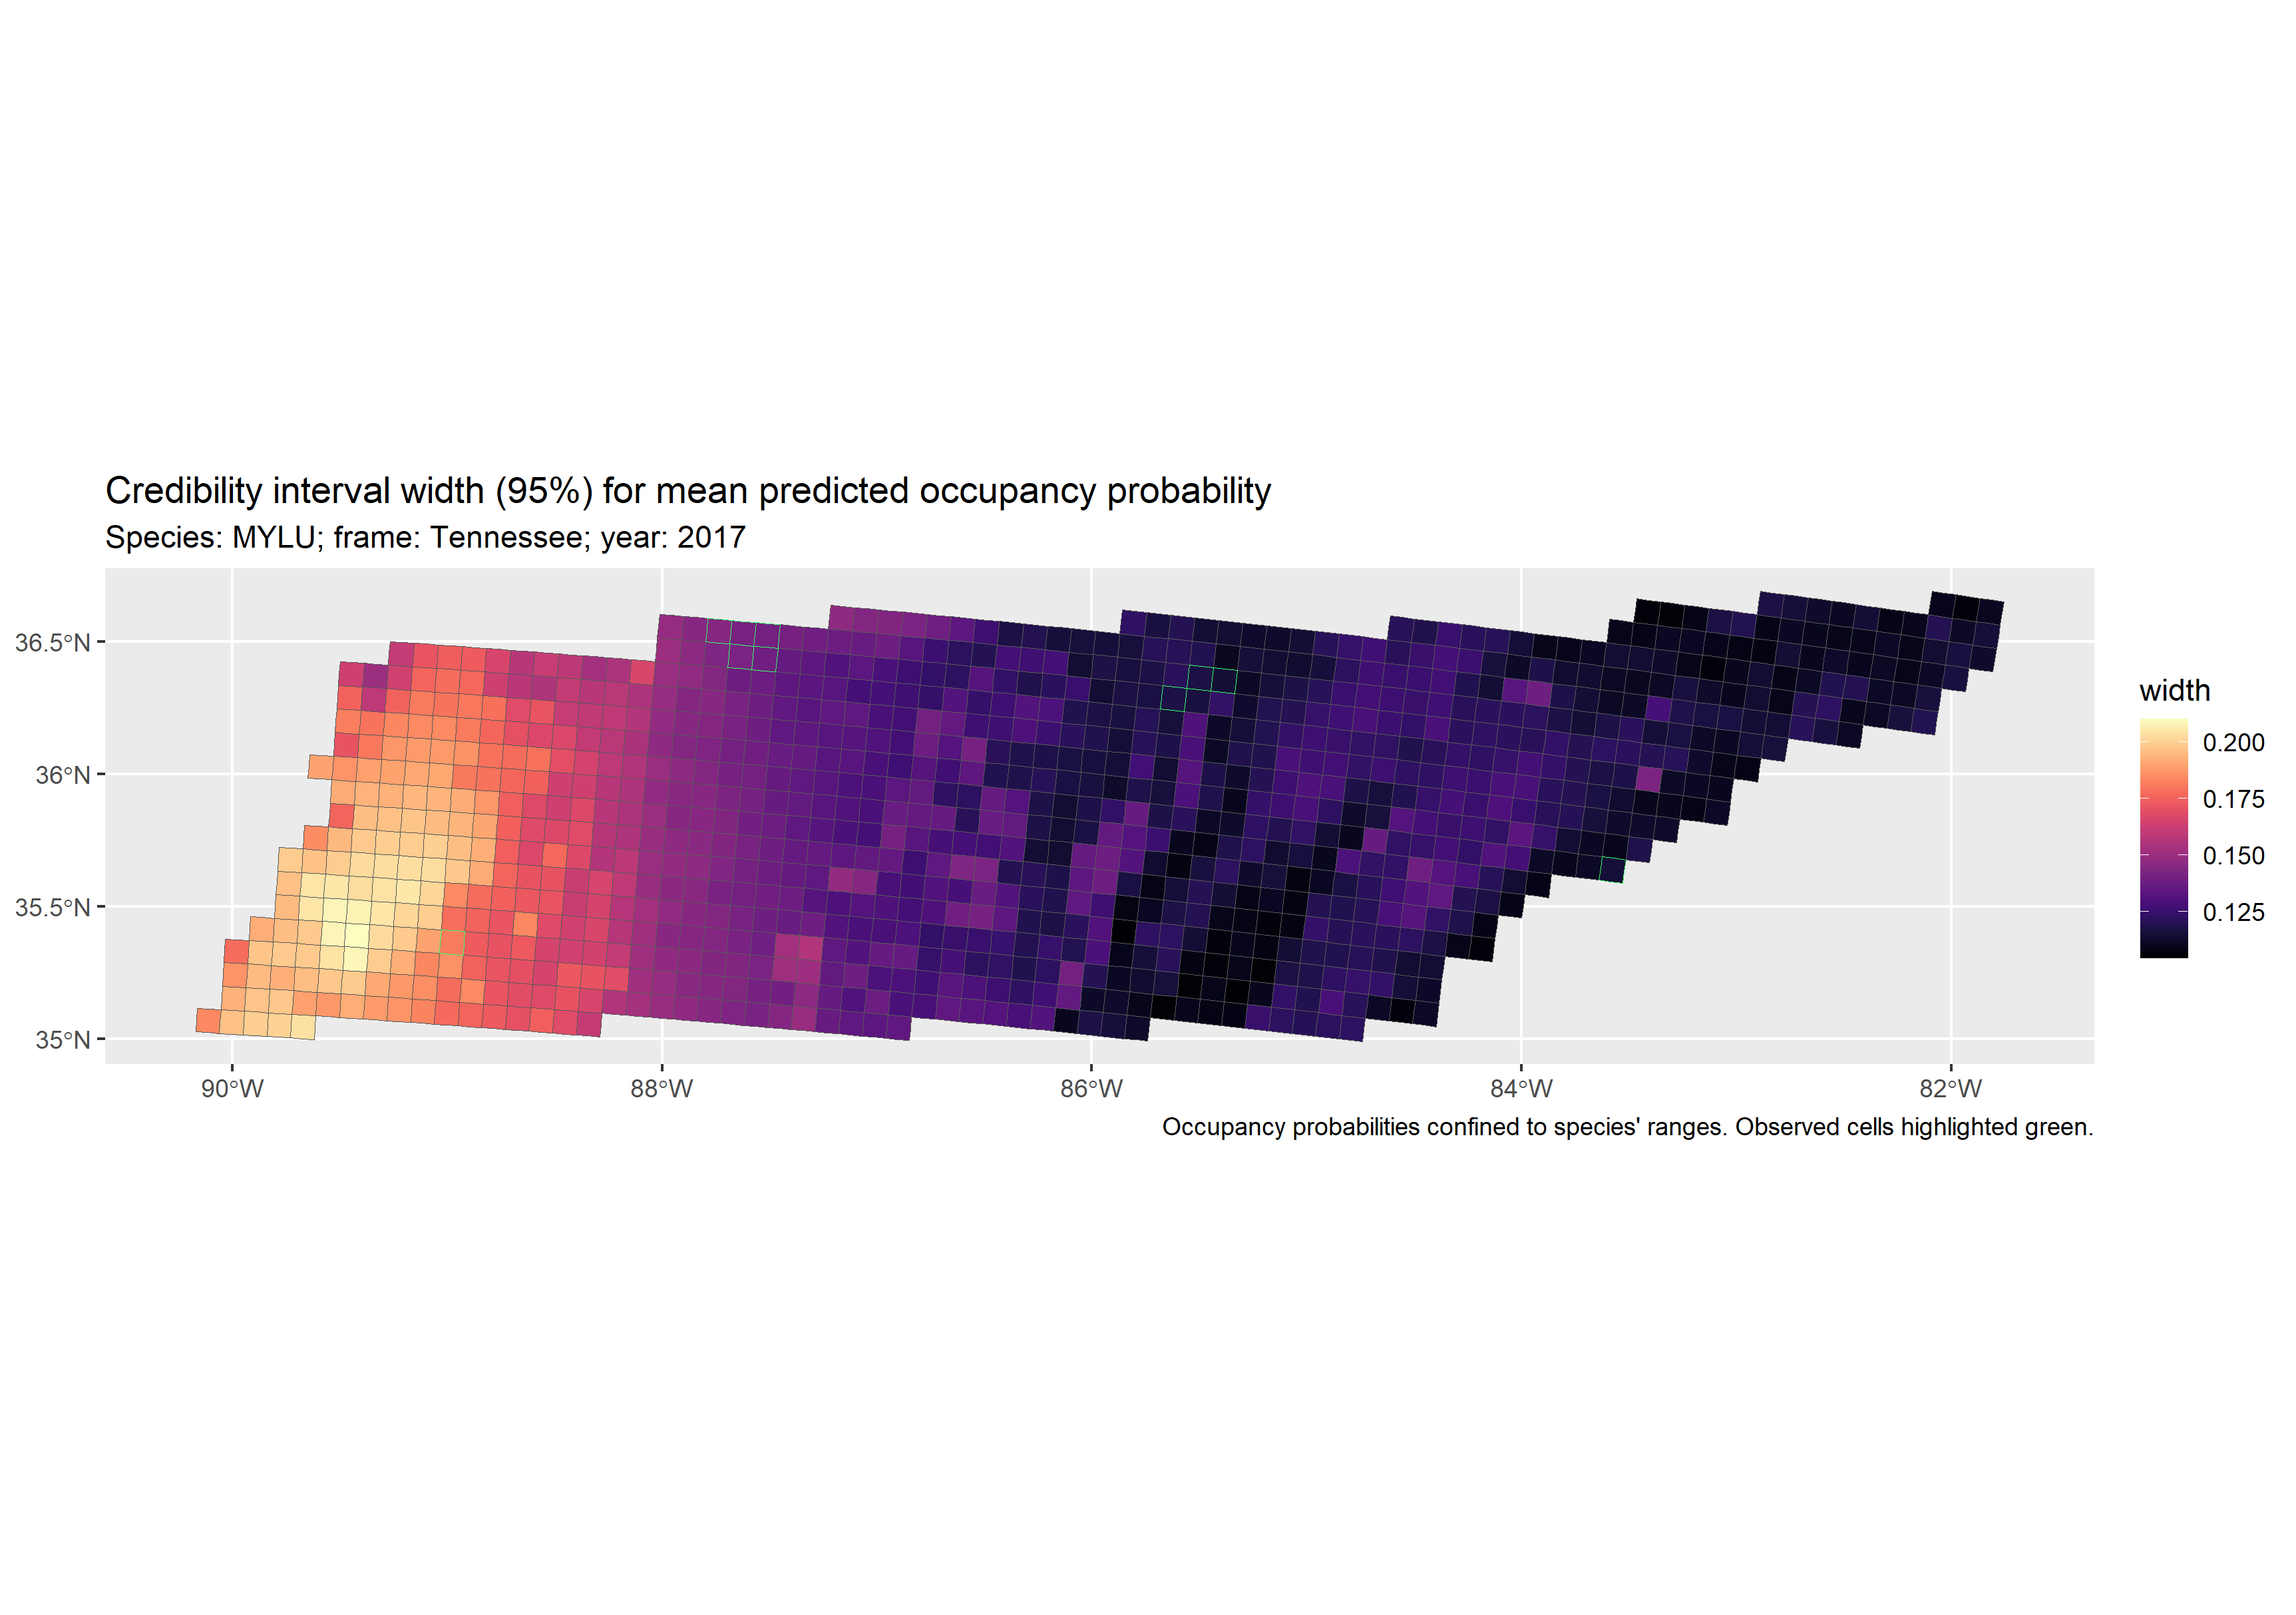 Credibility interval width (95%) for mean predicted occupancy probability
Species: MYLU; frame: Tennessee; year: 2017
36.5°N
36°N
35.5°N
35°N
90°W
88°W
86°W
84°W
82°W
width
0.200
0.175
0.150
0.125
Occupancy probabilities confined to species' ranges. Observed cells highlighted green.